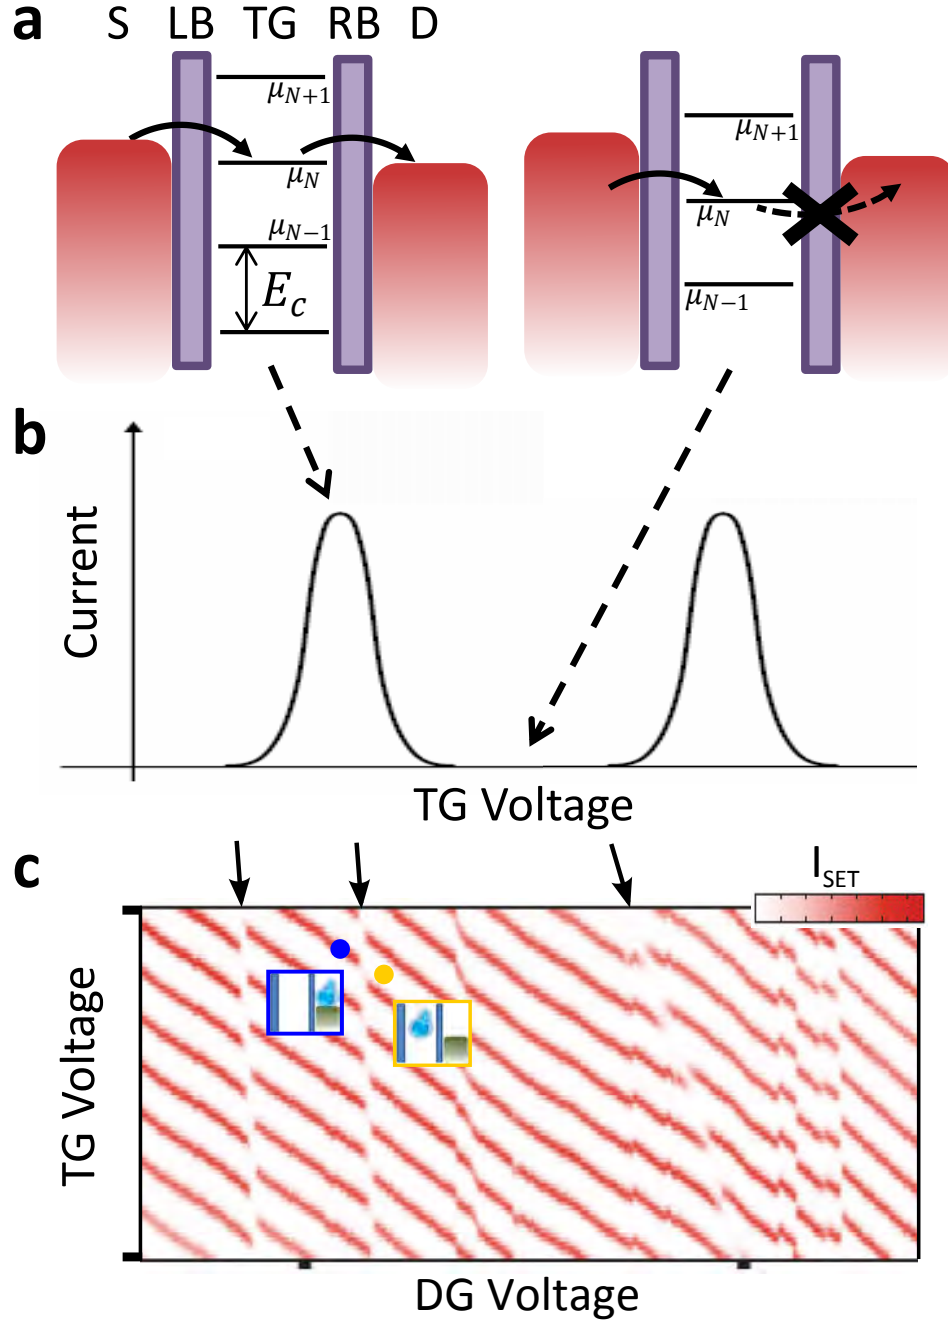 a S LB TG RB D
μN+1
μN
μN−1
Ec
μN+1
μN
μN−1
b
Current
TG Voltage
c
ISET
TG Voltage
DG Voltage